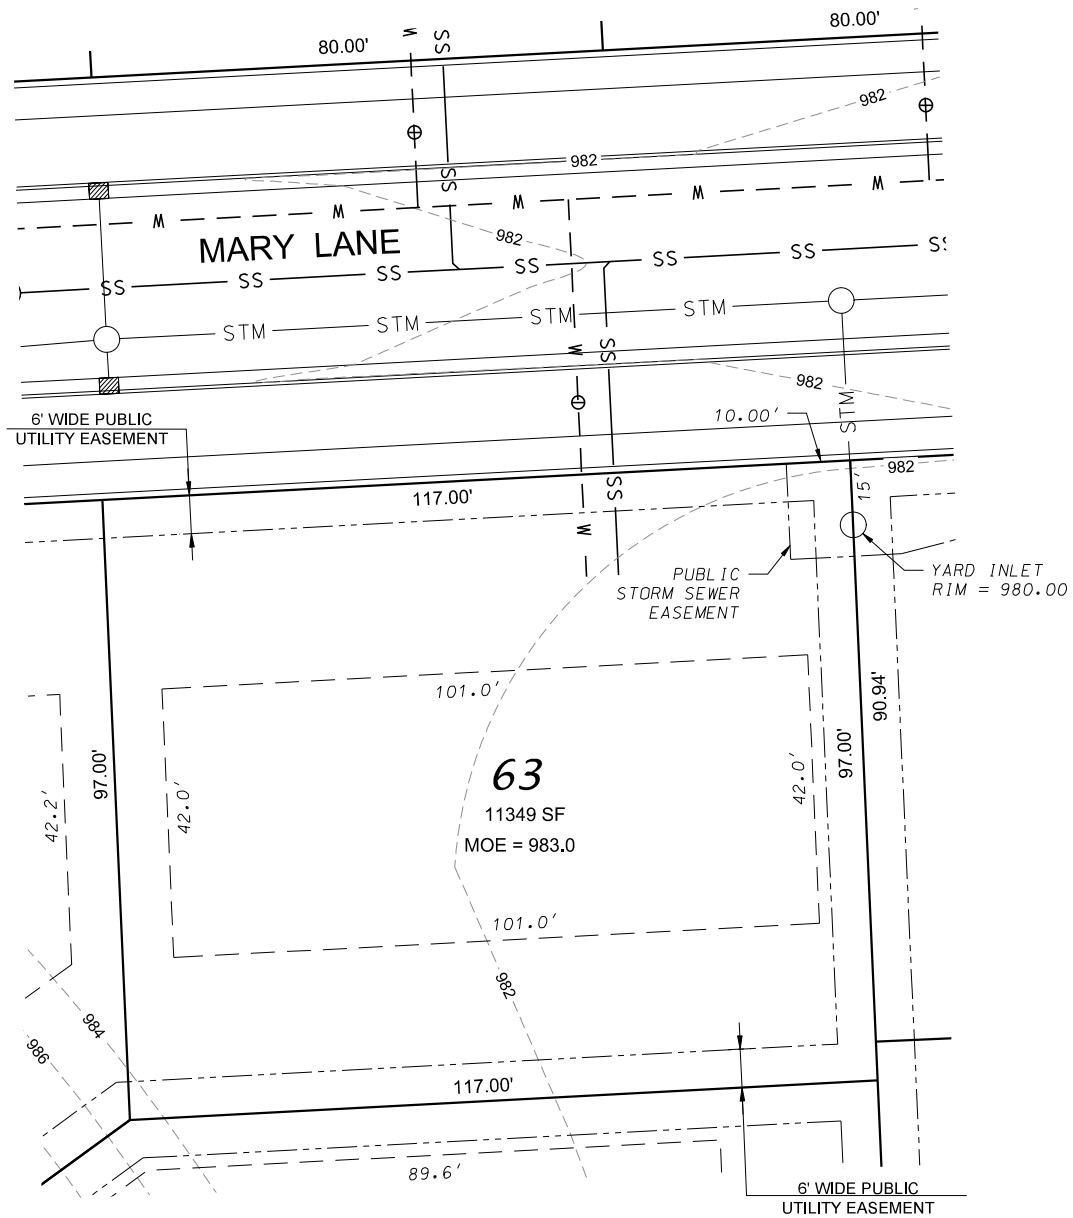 80.00'
80.00'
W
SS
982
982
SS
W
W
W
W
W
MARY LANE
982
SS
SS
SS
SS
SS
SS
SS
STM
STM
STM
STM
W
SS
982
STM
6' WIDE PUBLIC
UTILITY EASEMENT
10.00'
117.00'
982
SS
15'
W
PUBLIC
STORM SEWER
EASEMENT
YARD INLET
RIM = 980.00
101.0'
90.94'
97.00'
97.00'
42.2'
42.0'
42.0'
63
11349 SF
MOE = 983.0
101.0'
982
984
986
117.00'
89.6'
6' WIDE PUBLIC
UTILITY EASEMENT